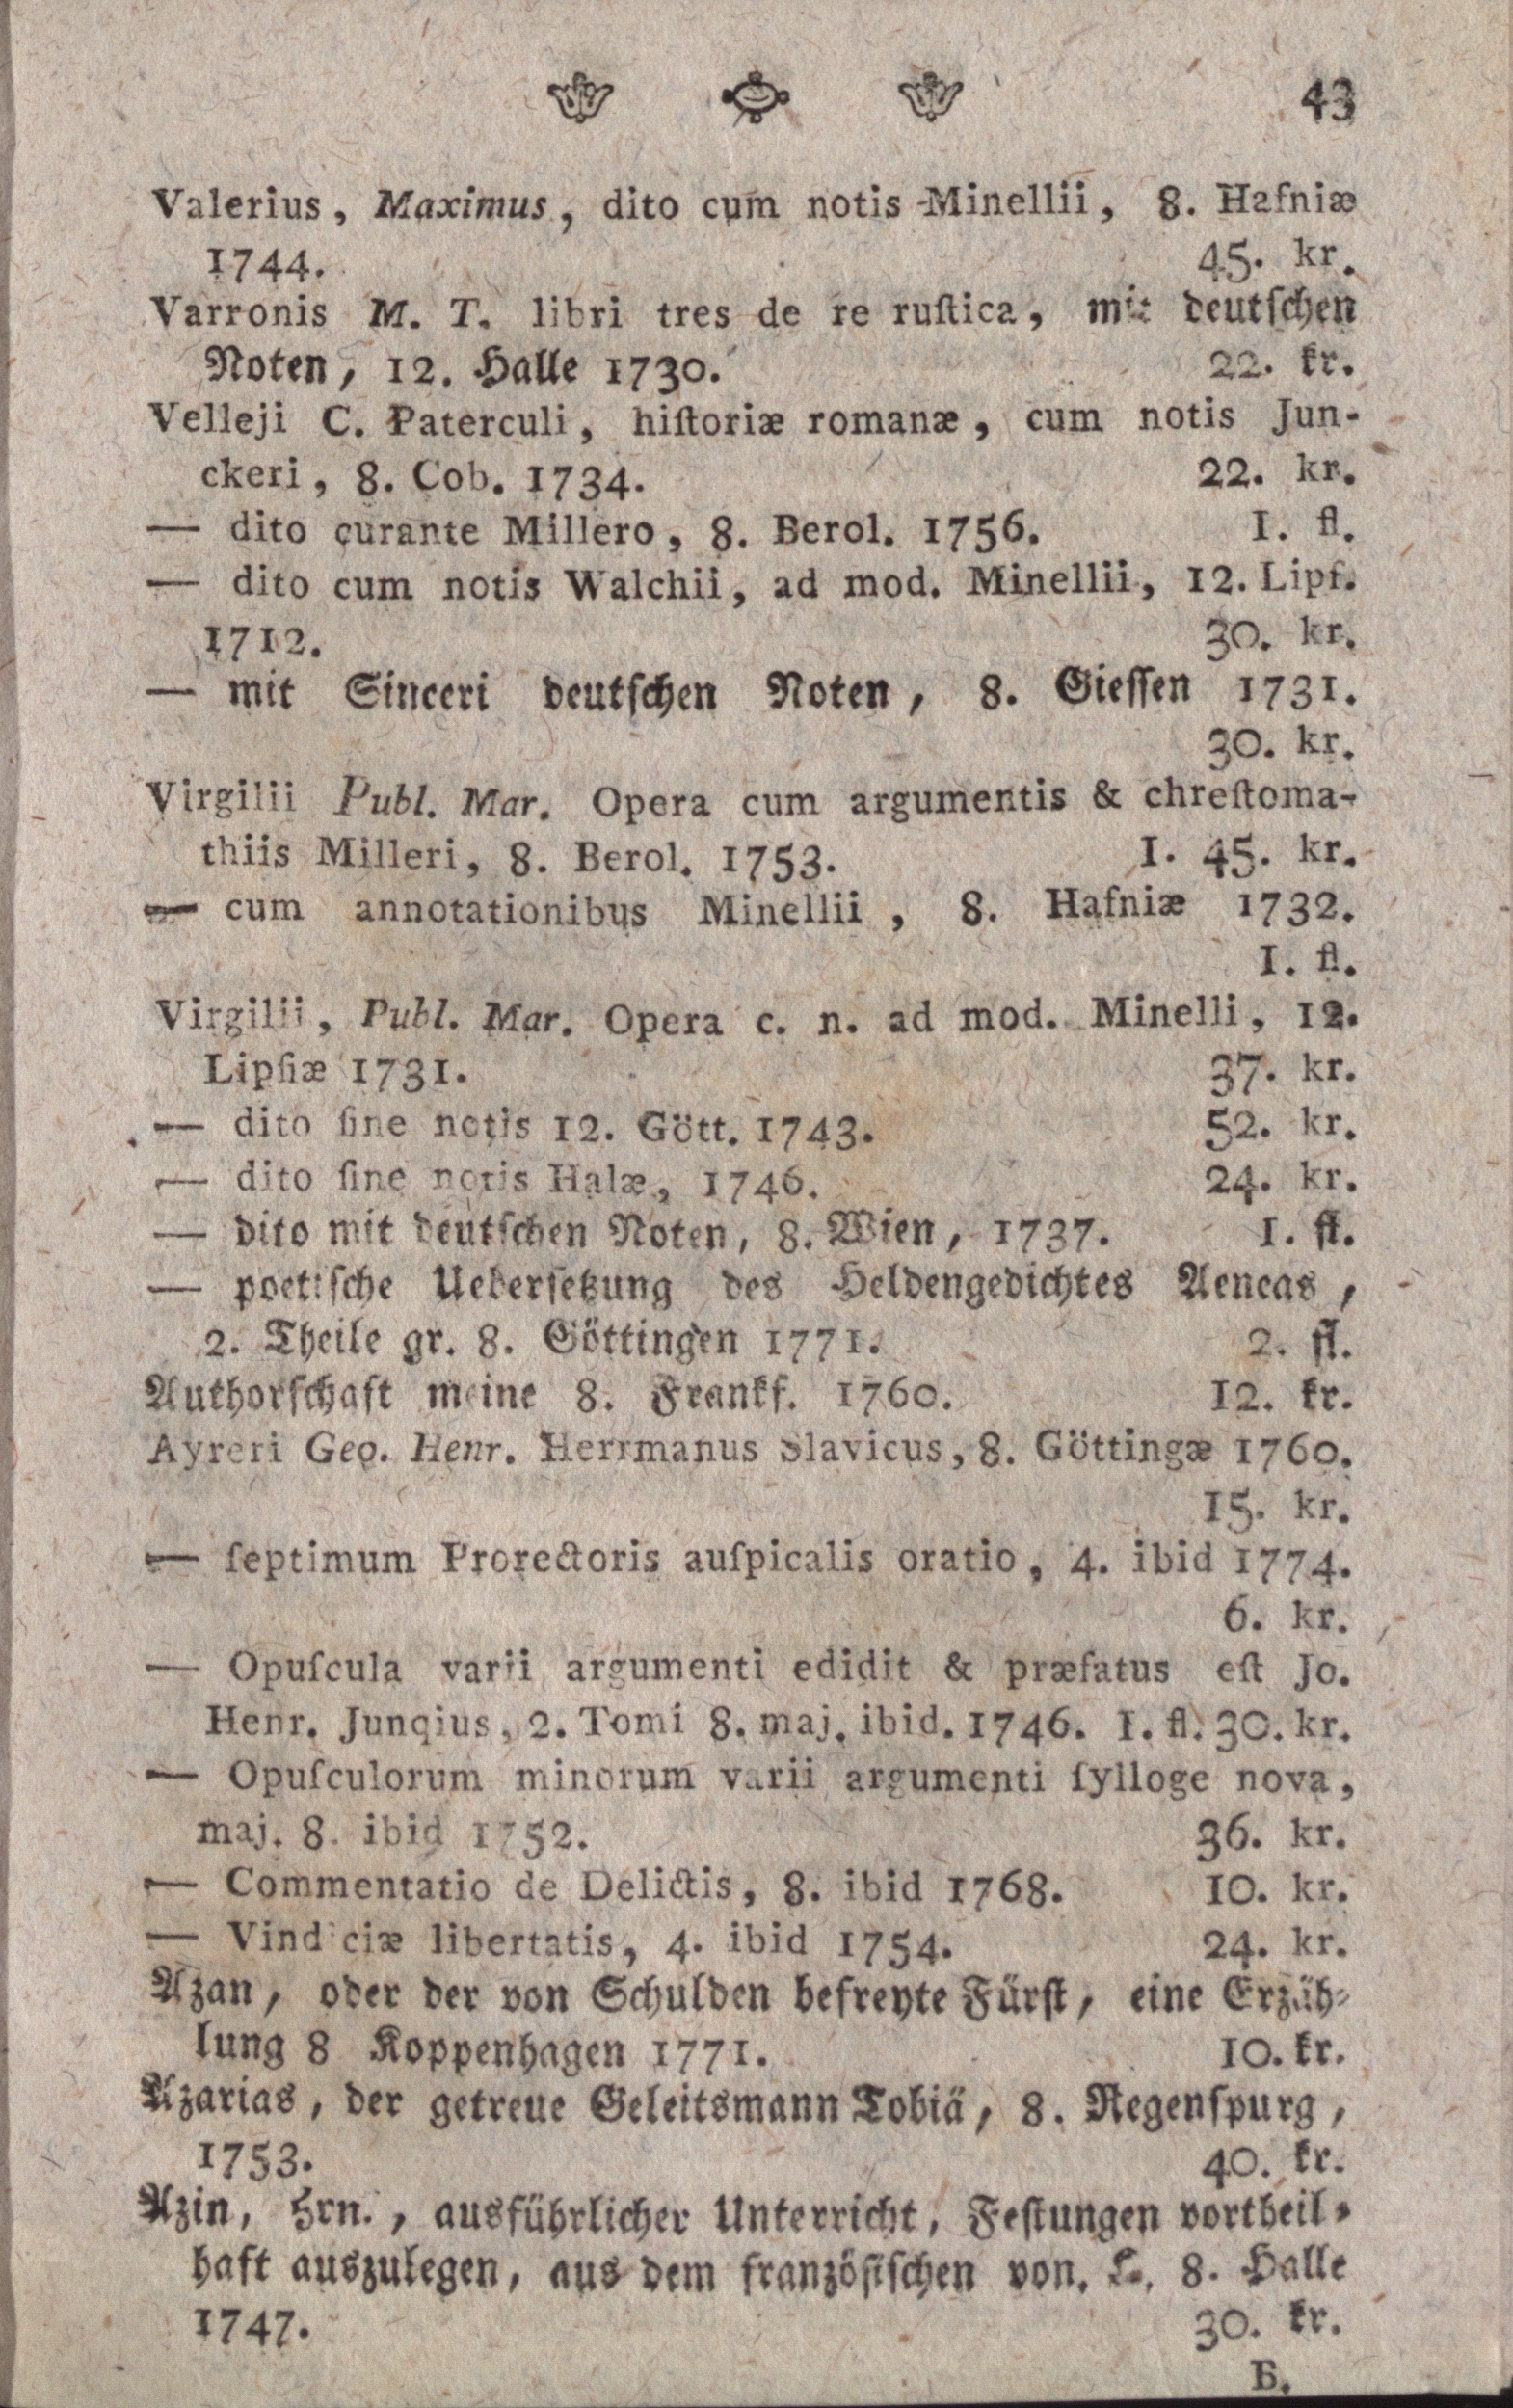 43
Valerius, Maximus, dito cum notis Minellii, 8. Hafniæ
1744. 45. kr.
Varronis M. T. libri tres de re ruſtica, mit deutſchen
Noten, 12. Halle 1730. 22. kr.
Velleji C. Paterculi, hiſtoriæ romanæ, cum notis Jun-
ckeri, 8. Cob. 1734. 22. kr.
— dito curante Millero, 8. Berol. 1756. 1. fl.
— dito cum notis Walchii, ad mod. Minellii, 12. Lipſ.
1712. 30. kr.
— mit Sinceri deutſchen Noten, 8. Gieſſen 1731.
30. kr.
Virgilii Publ. Mar. Opera cum argumentis & chreſtoma-
thiis Milleri, 8. Berol. 1753. 1. 45. kr.
— cum annotationibus Minellii, 8. Hafniæ 1732.
1. fl.
Virgilii, Publ. Mar. Opera c. n. ad mod. Minelli, 12.
Lipſiæ 1731. 37. kr.
— dito ſine notis 12. Gött. 1743. 52. kr.
— dito ſine notis Halæ, 1746. 24. kr.
— dito mit deutſchen Noten, 8. Wien, 1737. 1. fl.
— poetiſche Ueberſetzung des Heldengedichtes Aeneas,
2. Theile gr. 8. Göttingen 1771. 2. fl.
Authorſchaft meine 8. Frankf. 1760. 12. kr.
Ayreri Geo. Henr. Herrmanus Slavicus, 8. Göttingæ 1760.
15. kr.
— ſeptimum Prorectoris auſpicalis oratio, 4. ibid 1774.
6. kr.
— Opuſcula varii argumenti edidit & præfatus eſt Jo.
Henr. Junqius, 2. Tomi 8. maj. ibid. 1746. 1. fl. 30. kr.
— Opuſculorum minorum varii argumenti ſylloge nova,
maj. 8. ibid 1752. 36. kr.
— Commentatio de Delictis, 8. ibid 1768. 10. kr.
— Vindiciæ libertatis, 4. ibid 1754. 24. kr.
Azan, oder der von Schulden befreyte Fürſt, eine Erzäh-
lung 8 Koppenhagen 1771. 10. kr.
Azarias, der getreue Geleitsmann Tobiä, 8. Regenſpurg,
1753. 40. kr.
Azin, Hrn., ausführlicher Unterricht, Feſtungen vortheil-
haft auszulegen, aus dem franzöſiſchen von. L. 8. Halle
1747. 30. kr.
B.